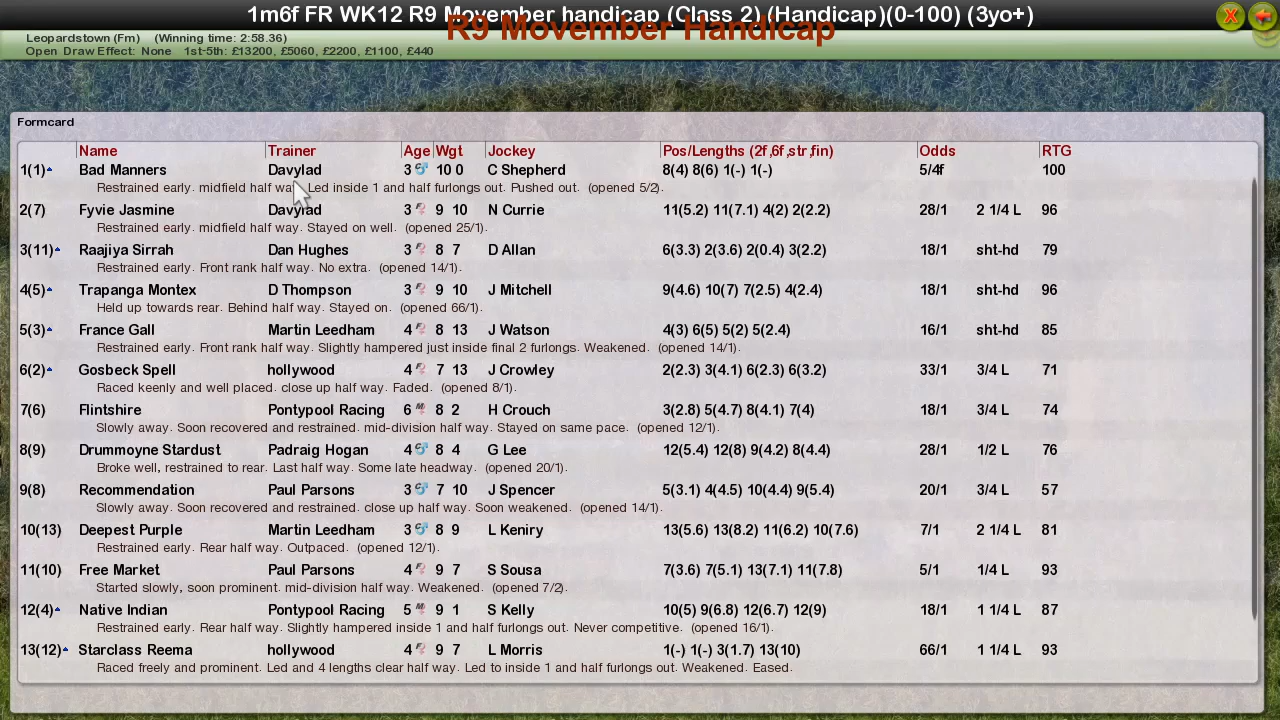 1m6f FR WK12 R9 Movember handicap (Class 2) (Handicap)(0-100) (3yo+)
R9 Movember Handicap
Leopardstown (Fm) (Winning time: 2:58.36)
Open Draw Effect: None 1st-5th: £13200, £5060, £2200, £1100, £440
Formcard
Name Trainer Age Wgt Jockey Pos/Lengths (2f,6f,str,fin) Odds RTG
1(1) Bad Manners Davylad 3 10 0 C Shepherd 8(4) 8(6) 1(-) 1(-) 5/4f 100
Restrained early. midfield half way. Led inside 1 and half furlongs out. Pushed out. (opened 5/2).
2(7) Fyvie Jasmine Davylad 3 9 10 N Currie 11(5.2) 11(7.1) 4(2) 2(2.2) 28/1 2 1/4 L 96
Restrained early. midfield half way. Stayed on well. (opened 25/1).
3(11) Raajiya Sirrah Dan Hughes 3 8 7 D Allan 6(3.3) 2(3.6) 2(0.4) 3(2.2) 18/1 sht-hd 79
Restrained early. Front rank half way. No extra. (opened 14/1).
4(5) Trapanga Montex D Thompson 3 9 10 J Mitchell 9(4.6) 10(7) 7(2.5) 4(2.4) 18/1 sht-hd 96
Held up towards rear. Behind half way. Stayed on. (opened 66/1).
5(3) France Gall Martin Leedham 4 8 13 J Watson 4(3) 6(5) 5(2) 5(2.4) 16/1 sht-hd 85
Restrained early. Front rank half way. Slightly hampered just inside final 2 furlongs. Weakened. (opened 14/1).
6(2) Gosbeck Spell hollywood 4 7 13 J Crowley 2(2.3) 3(4.1) 6(2.3) 6(3.2) 33/1 3/4 L 71
Raced keenly and well placed. close up half way. Faded. (opened 8/1).
7(6) Flintshire Pontypool Racing 6 8 2 H Crouch 3(2.8) 5(4.7) 8(4.1) 7(4) 18/1 3/4 L 74
Slowly away. Soon recovered and restrained. mid-division half way. Stayed on same pace. (opened 12/1).
8(9) Drummoyne Stardust Padraig Hogan 4 8 4 G Lee 12(5.4) 12(8) 9(4.2) 8(4.4) 28/1 1/2 L 76
Broke well, restrained to rear. Last half way. Some late headway. (opened 20/1).
9(8) Recommendation Paul Parsons 3 7 10 J Spencer 5(3.1) 4(4.5) 10(4.4) 9(5.4) 20/1 3/4 L 57
Slowly away. Soon recovered and restrained. close up half way. Soon weakened. (opened 14/1).
10(13) Deepest Purple Martin Leedham 3 8 9 L Keniry 13(5.6) 13(8.2) 11(6.2) 10(7.6) 7/1 2 1/4 L 81
Restrained early. Rear half way. Outpaced. (opened 12/1).
11(10) Free Market Paul Parsons 4 9 7 S Sousa 7(3.6) 7(5.1) 13(7.1) 11(7.8) 5/1 1/4 L 93
Started slowly, soon prominent. mid-division half way. Weakened. (opened 7/2).
12(4) Native Indian Pontypool Racing 5 9 1 S Kelly 10(5) 9(6.8) 12(6.7) 12(9) 18/1 1 1/4 L 87
Restrained early. Rear half way. Slightly hampered inside 1 and half furlongs out. Never competitive. (opened 16/1).
13(12) Starclass Reema hollywood 4 9 7 L Morris 1(-) 1(-) 3(1.7) 13(10) 66/1 1 1/4 L 93
Raced freely and prominent. Led and 4 lengths clear half way. Led to inside 1 and half furlongs out. Weakened. Eased.